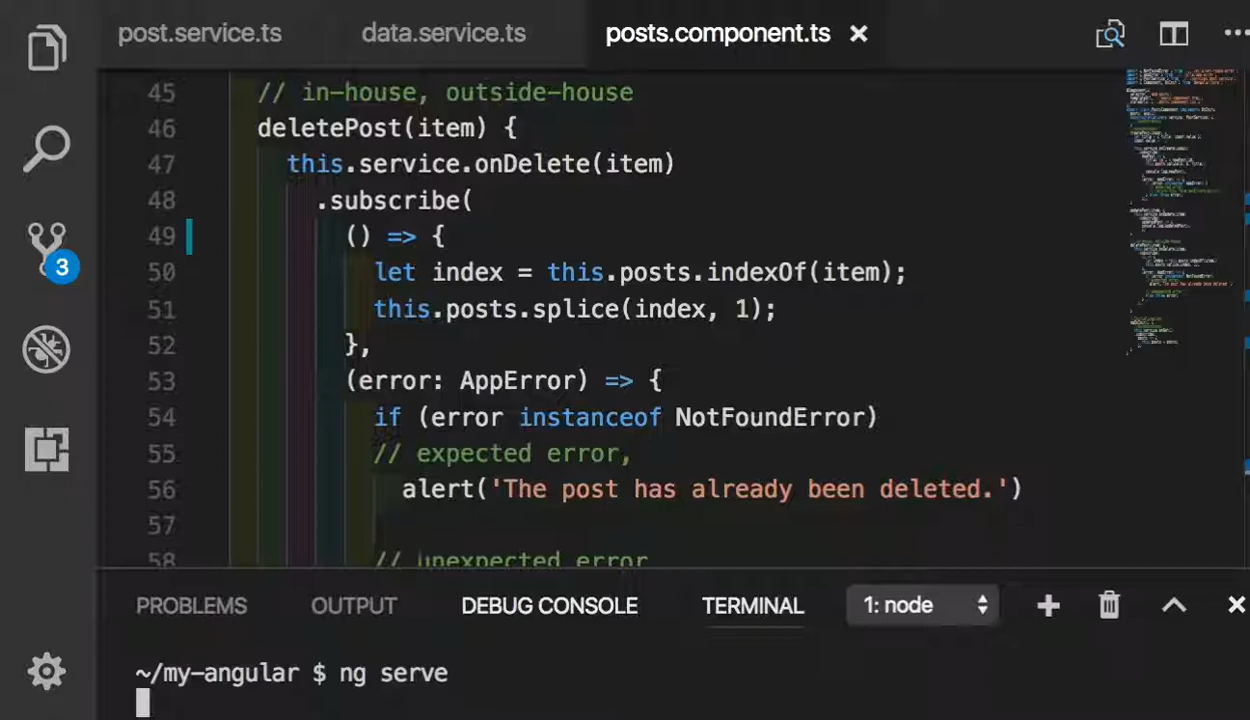 post.service.ts data.service.ts posts.component.ts
45 // in-house, outside-house
46 deletePost(item) {
47 this.service.onDelete(item)
48 .subscribe(
49 () => {
50 let index = this.posts.indexOf(item);
51 this.posts.splice(index, 1);
52 },
53 (error: AppError) => {
54 if (error instanceof NotFoundError)
55 // expected error,
56 alert('The post has already been deleted.')
57
58 // unexpected error
3
PROBLEMS OUTPUT DEBUG CONSOLE TERMINAL 1: node
~/my-angular $ ng serve